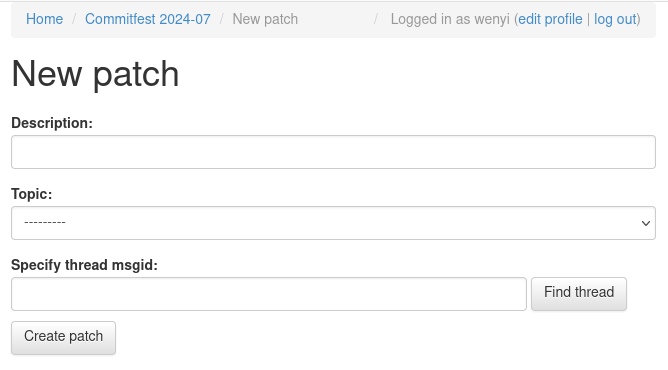 Home / Commitfest 2024-07 / New patch / Logged in as wenyi (edit profile | log out)
New patch
Description:
Topic:
---------
Specify thread msgid:
Find thread
Create patch